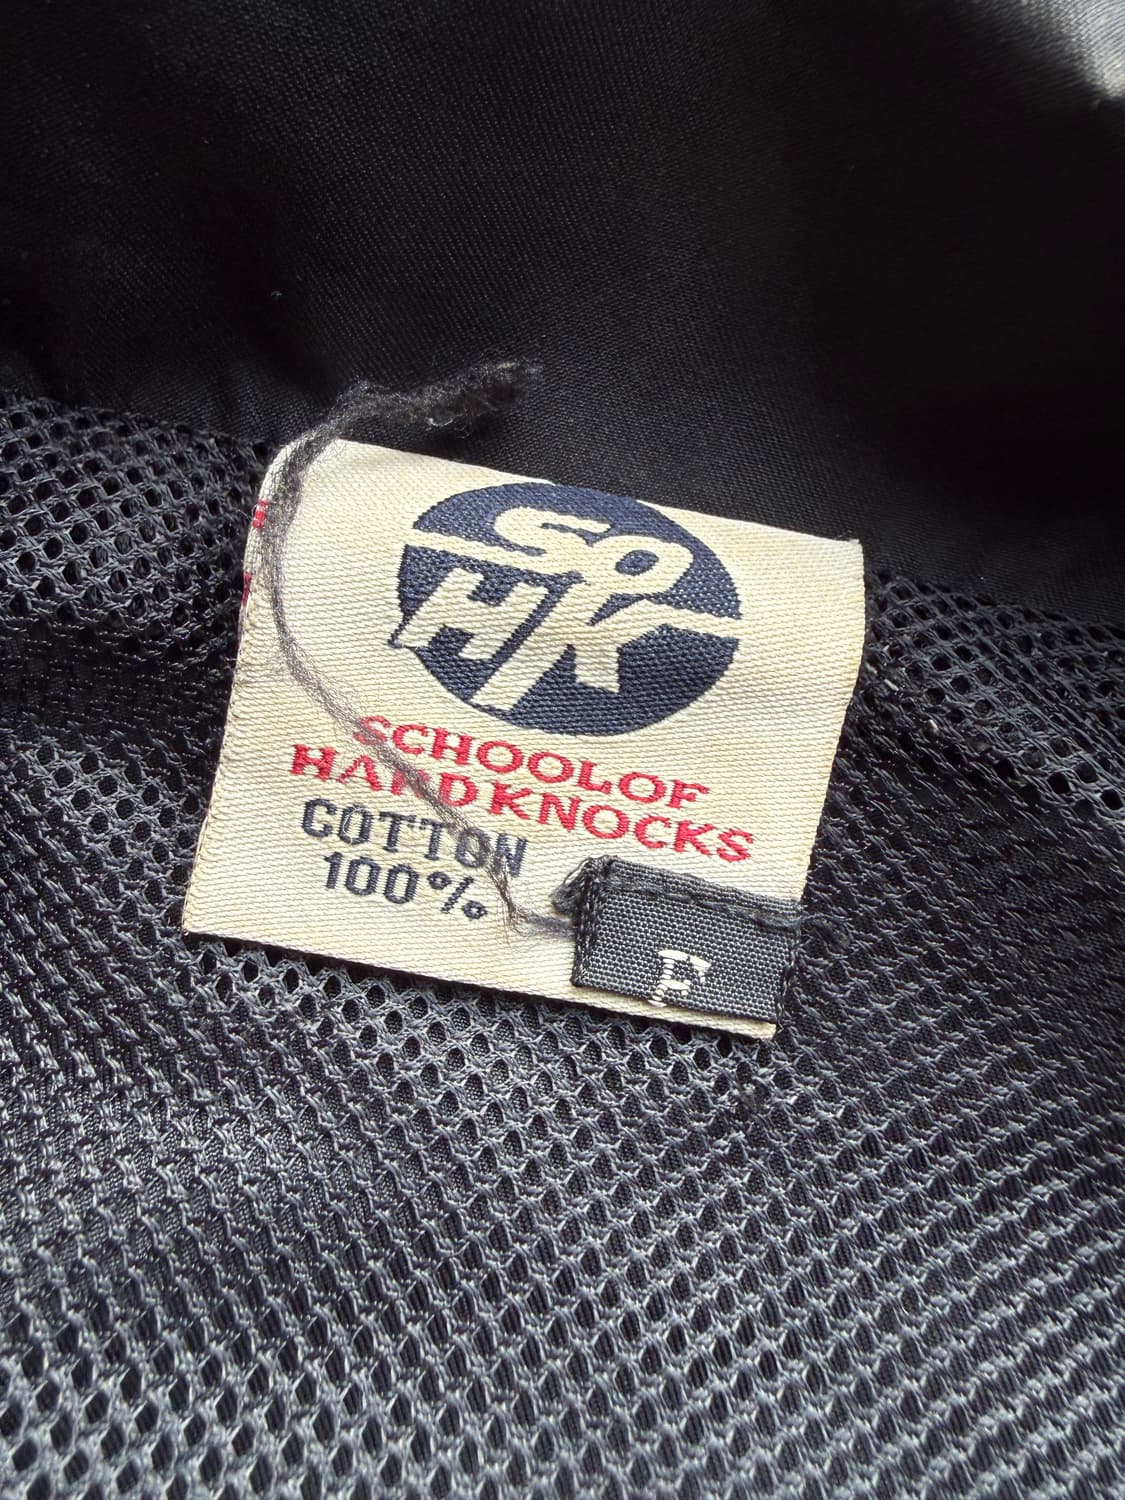 SO
HK
SCHOOLOF
HARDKNOCKS
COTTON
100%